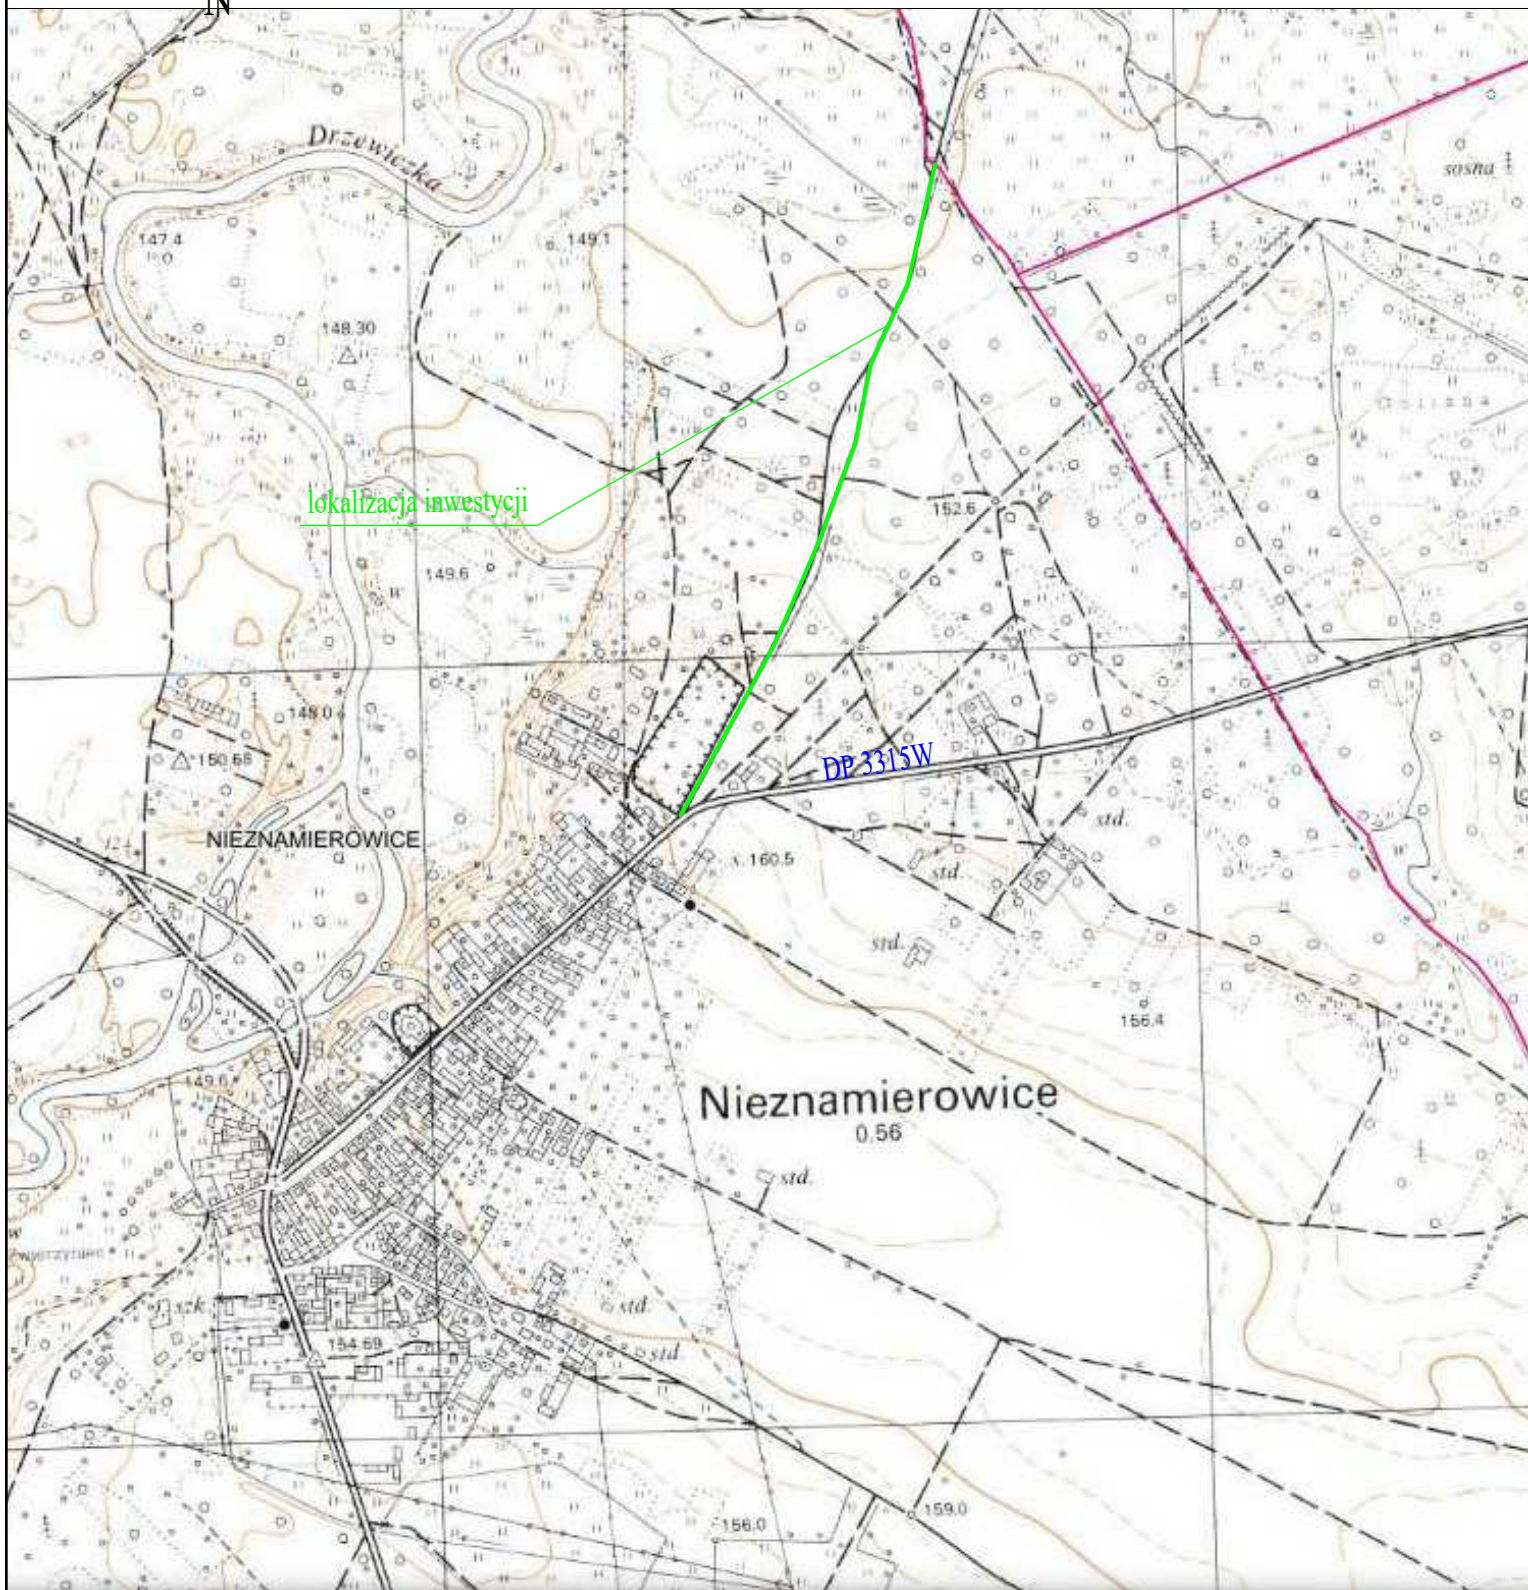 N
Drzewiczka
sosna
147.4
149.1
148.30
lokalizacja inwestycji
152.6
149.6
148.0
150.68
DP 3315W
std.
NIEZNAMIEROWICE
160.5
std.
std.
156.4
149.6
Nieznamierowice
0.56
std.
szk.
std.
154.69
std.
159.0
156.0